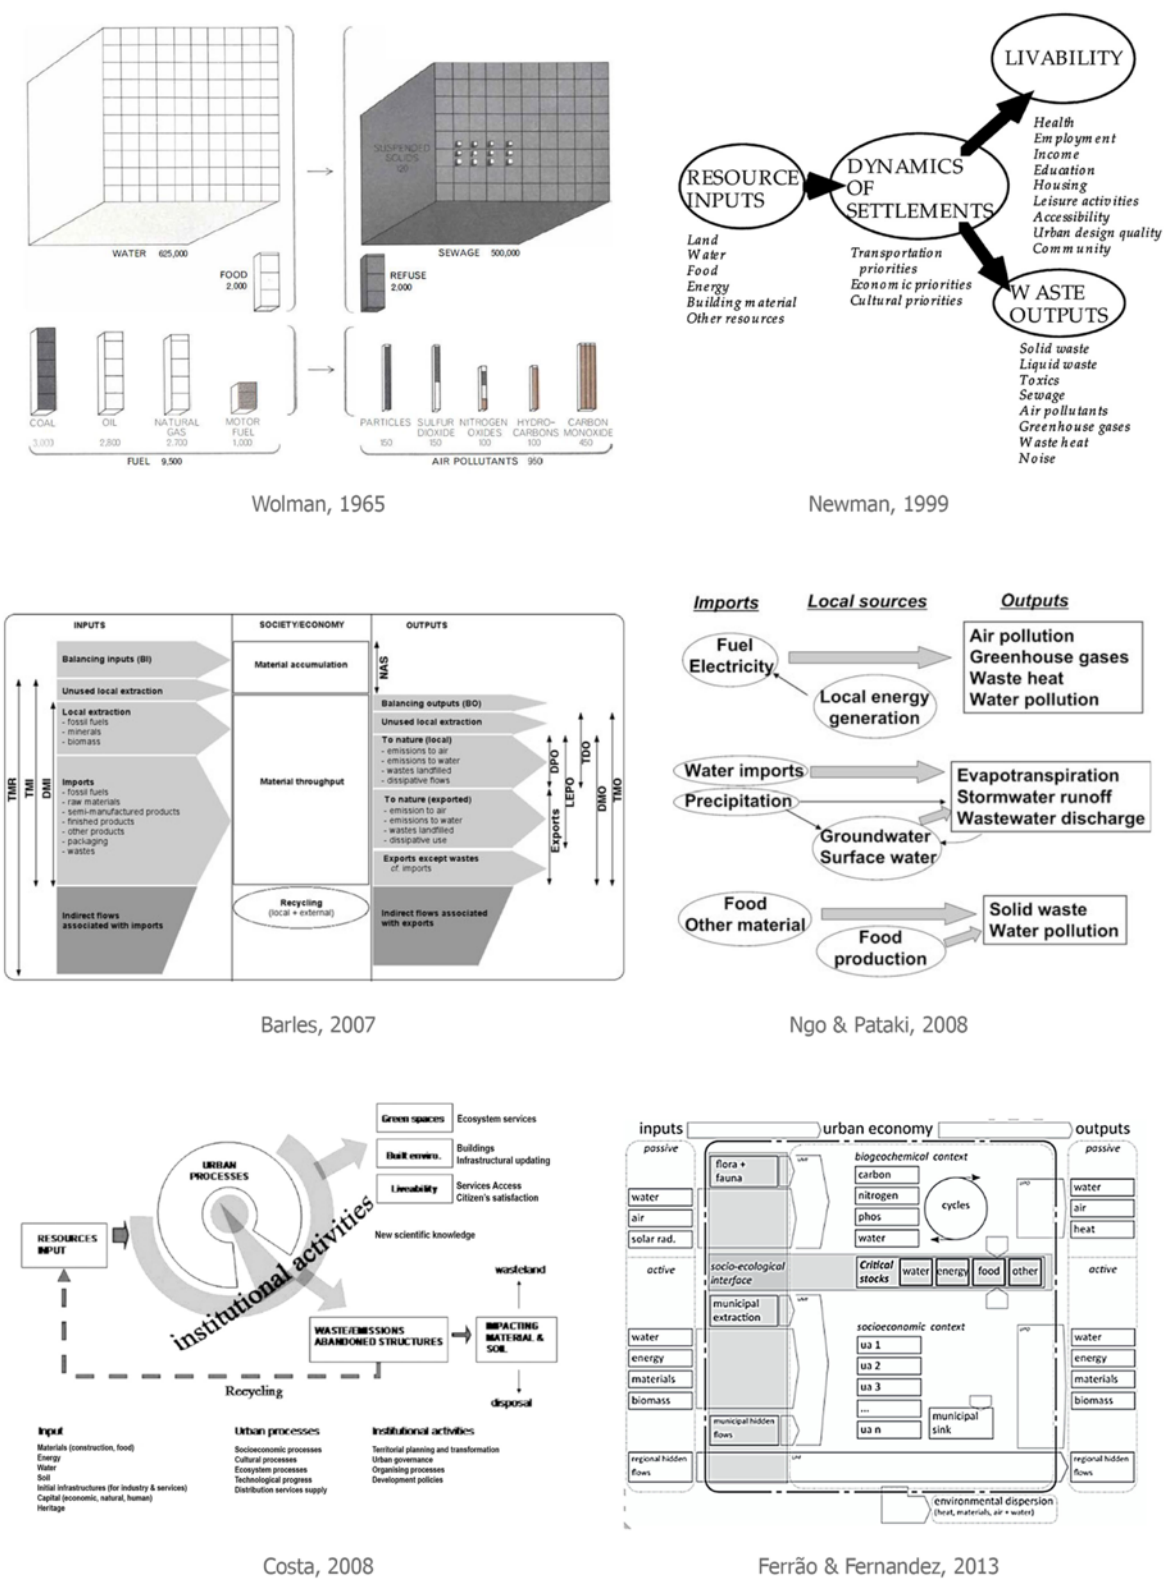 SUSPENDED
SOLIDS
120
WATER 625,000
SEWAGE 500,000
FOOD
2,000
REFUSE
2,000
COAL
3,000
OIL
2,800
NATURAL
GAS
2,700
MOTOR
FUEL
1,000
FUEL 9,500
PARTICLES
150
SULFUR
DIOXIDE
150
NITROGEN
OXIDES
100
HYDRO-
CARBONS
100
CARBON
MONOXIDE
450
AIR POLLUTANTS 950
Wolman, 1965
RESOURCE
INPUTS
Land
Water
Food
Energy
Building material
Other resources
DYNAMICS
OF
SETTLEMENTS
Transportation
priorities
Economic priorities
Cultural priorities
LIVABILITY
Health
Employment
Income
Education
Housing
Leisure activities
Accessibility
Urban design quality
Community
WASTE
OUTPUTS
Solid waste
Liquid waste
Toxics
Sewage
Air pollutants
Greenhouse gases
Waste heat
Noise
Newman, 1999
INPUTS
SOCIETY/ECONOMY
OUTPUTS
TMR
TMI
DMI
Balancing inputs (BI)
Unused local extraction
Local extraction
- fossil fuels
- minerals
- biomass
Imports
- fossil fuels
- raw materials
- semi-manufactured products
- finished products
- other products
- packaging
- wastes
Indirect flows
associated with imports
Material accumulation
Material throughput
Recycling
(local + external)
NAS
Balancing outputs (BO)
Unused local extraction
To nature (local)
- emissions to air
- emissions to water
- wastes landfilled
- dissipative flows
To nature (exported)
- emission to air
- emissions to water
- wastes landfilled
- dissipative use
Exports except wastes
cf. imports
Indirect flows associated
with exports
DPO
Exports
LEPO
TDO
DMO
TMO
Barles, 2007
Imports
Local sources
Outputs
Fuel
Electricity
Local energy
generation
Air pollution
Greenhouse gases
Waste heat
Water pollution
Water imports
Precipitation
Groundwater
Surface water
Evapotranspiration
Stormwater runoff
Wastewater discharge
Food
Other material
Food
production
Solid waste
Water pollution
Ngo & Pataki, 2008
RESOURCES
INPUT
URBAN
PROCESSES
institutional activities
Green spaces
Ecosystem services
Built enviro.
Buildings
Infrastructural updating
Liveability
Services Access
Citizen's satisfaction
New scientific knowledge
wasteland
WASTE/EMISSIONS
ABANDONED STRUCTURES
IMPACTING
MATERIAL &
SOIL
disposal
Recycling
Input
Materials (construction, food)
Energy
Water
Soil
Initial infrastructures (for industry & services)
Capital (economic, natural, human)
Heritage
Urban processes
Socioeconomic processes
Cultural processes
Ecosystem processes
Technological progress
Distribution services supply
Institutional activities
Territorial planning and transformation
Urban governance
Organising processes
Development policies
Costa, 2008
inputs
urban economy
outputs
passive
water
air
solar rad.
active
water
energy
materials
biomass
regional hidden
flows
flora +
fauna
socio-ecological
interface
municipal
extraction
municipal hidden
flows
biogeochemical context
carbon
nitrogen
phos
water
cycles
Critical
stocks
water
energy
food
other
socioeconomic context
ua 1
ua 2
ua 3
...
ua n
municipal
sink
passive
water
air
heat
active
water
energy
materials
biomass
regional hidden
flows
environmental dispersion
(heat, materials, air + water)
Ferrão & Fernandez, 2013